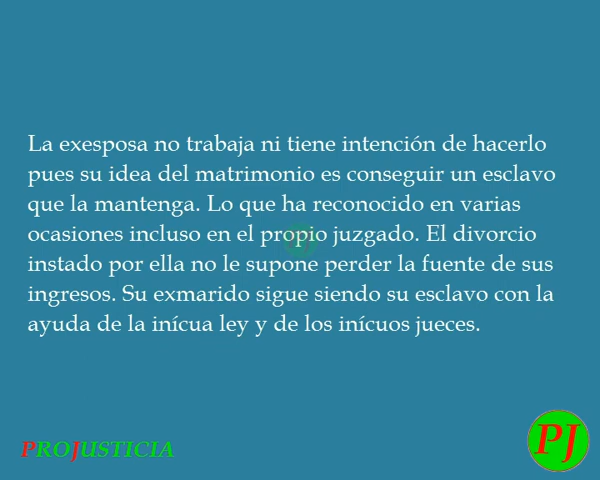 La exesposa no trabaja ni tiene intención de hacerlo
pues su idea del matrimonio es conseguir un esclavo
que la mantenga. Lo que ha reconocido en varias
ocasiones incluso en el propio juzgado. El divorcio
instado por ella no le supone perder la fuente de sus
ingresos. Su exmarido sigue siendo su esclavo con la
ayuda de la inícua ley y de los inícuos jueces.
PROJUSTICIA
PJ